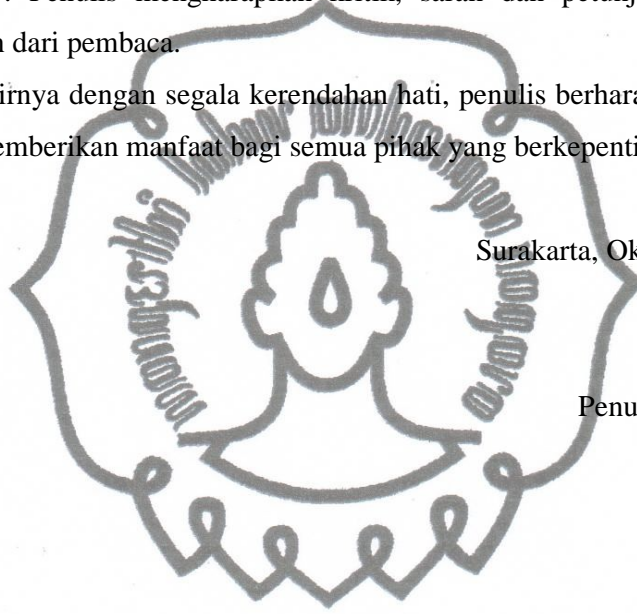 . Penulis mengharapkan kritik, saran dan petunj
n dari pembaca.
irnya dengan segala kerendahan hati, penulis berhara
emberikan manfaat bagi semua pihak yang berkepenti
Surakarta, Ok
Penu